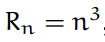 Rₙ = n³,